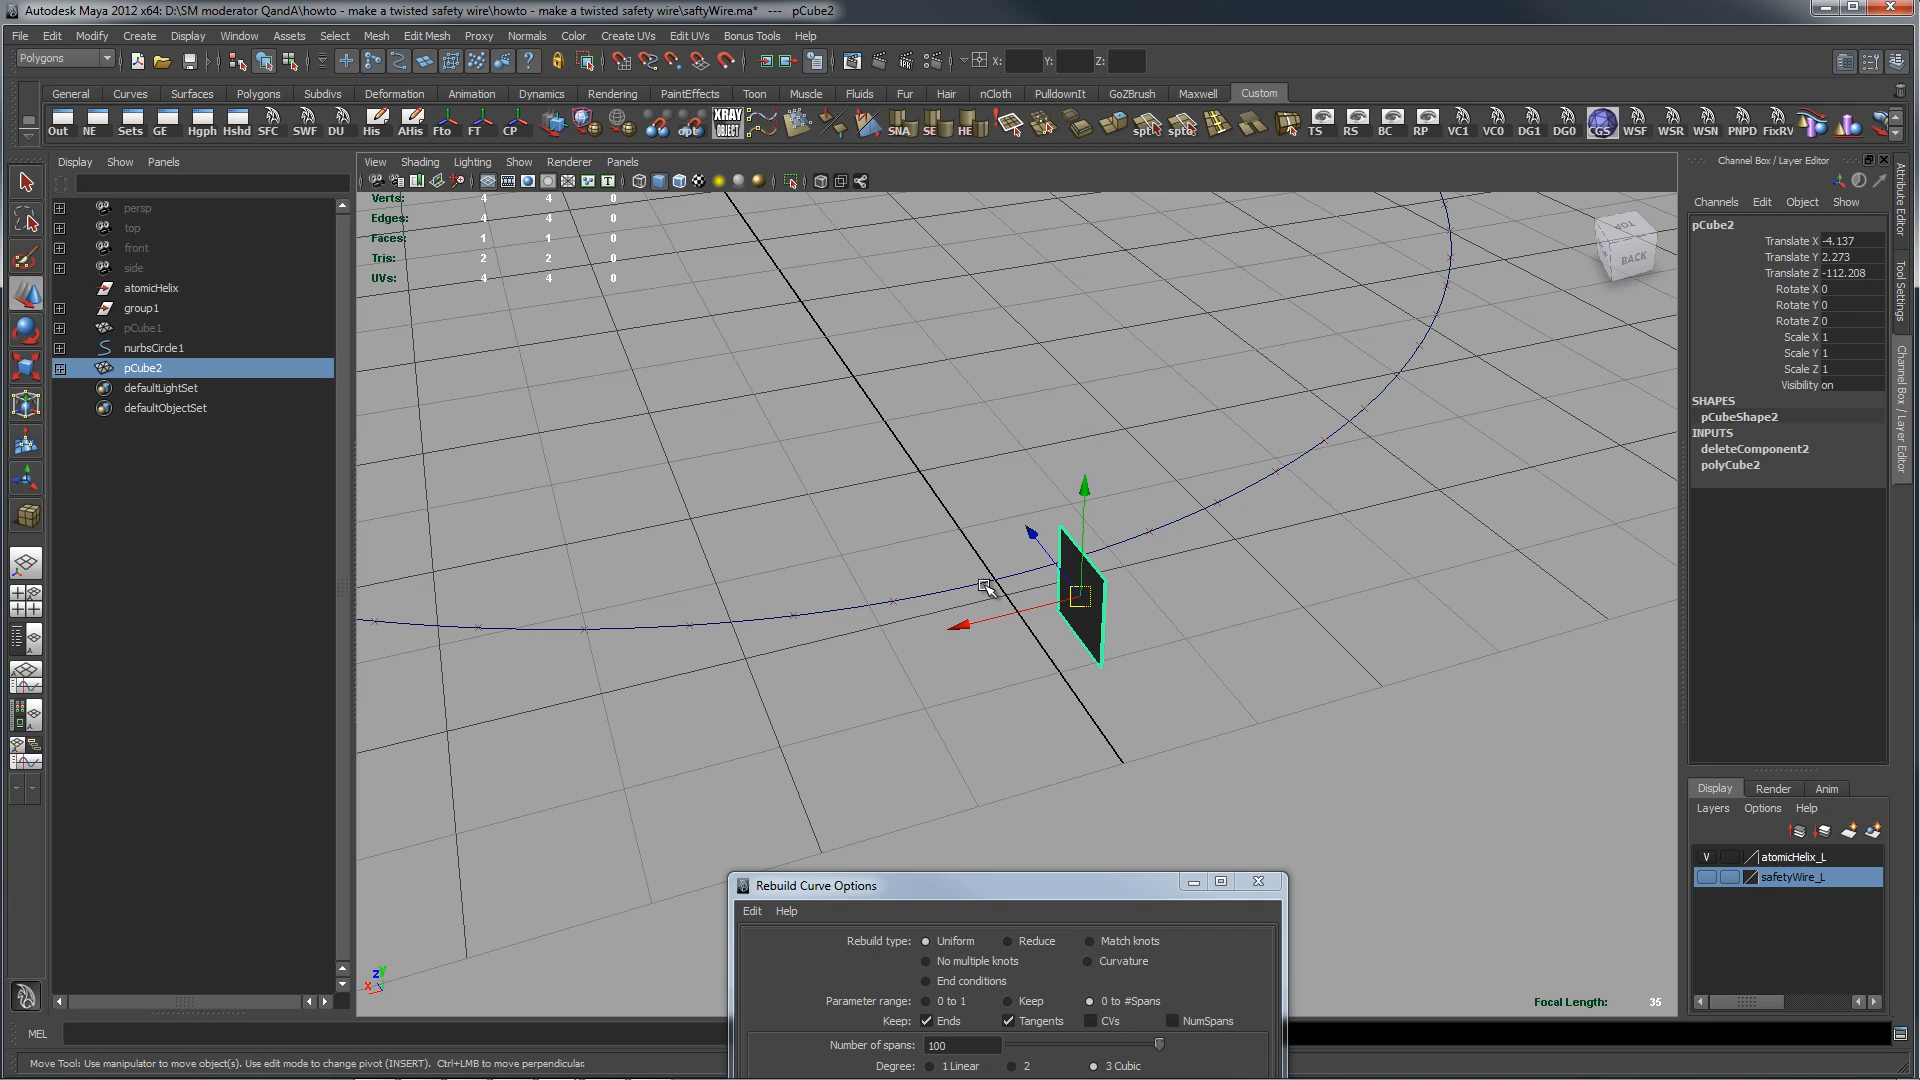 Autodesk Maya 2012 x64: D:\SM moderator QandA\howto - make a twisted safety wire\howto - make a twisted safety wire\saftyWire.ma* --- pCube2
File Edit Modify Create Display Window Assets Select Mesh Edit Mesh Proxy Normals Color Create UVs Edit UVs Bonus Tools Help
Polygons X: Y: Z:
General Curves Surfaces Polygons Subdivs Deformation Animation Dynamics Rendering PaintEffects Toon Muscle Fluids Fur Hair nCloth PulldownIt GoZBrush Maxwell Custom
Out NE Sets GE Hgph Hshd SFC SWF DU His AHis Fto FT CP opt XRAY OBJECT SNA SE HE spltc splto TS RS BC RP VC1 VC0 DG1 DG0 CGS WSF WSR WSN PNPD FixRV
Display Show Panels
View Shading Lighting Show Renderer Panels
persp
top
front
side
atomicHelix
group1
pCube1
nurbsCircle1
pCube2
defaultLightSet
defaultObjectSet
Verts: 4 4 0
Edges: 4 4 0
Faces: 1 1 0
Tris: 2 2 0
UVs: 4 4 0
TOP
BACK
Focal Length: 35
z y x
Channel Box / Layer Editor
Channels Edit Object Show
pCube2
Translate X -4.137
Translate Y 2.273
Translate Z -112.208
Rotate X 0
Rotate Y 0
Rotate Z 0
Scale X 1
Scale Y 1
Scale Z 1
Visibility on
SHAPES
pCubeShape2
INPUTS
deleteComponent2
polyCube2
Attribute Editor
Tool Settings
Channel Box / Layer Editor
Display Render Anim
Layers Options Help
V atomicHelix_L
safetyWire_L
Rebuild Curve Options
Edit Help
Rebuild type: Uniform Reduce Match knots
No multiple knots Curvature
End conditions
Parameter range: 0 to 1 Keep 0 to #Spans
Keep: Ends Tangents CVs NumSpans
Number of spans: 100
Degree: 1 Linear 2 3 Cubic
MEL
Move Tool: Use manipulator to move object(s). Use edit mode to change pivot (INSERT). Ctrl+LMB to move perpendicular.